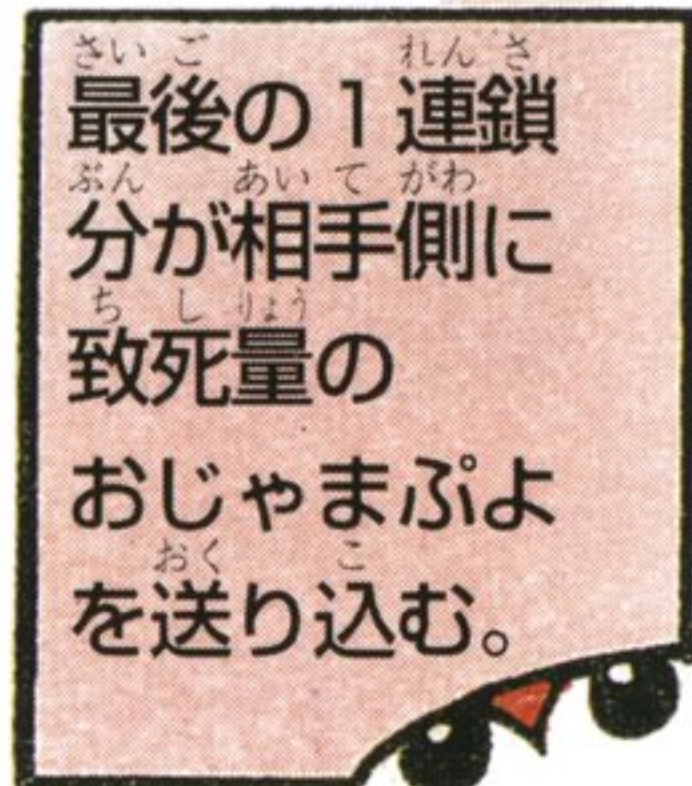 最後の1連鎖
分が相手側に
致死量の
おじゃまぷよ
を送り込む。